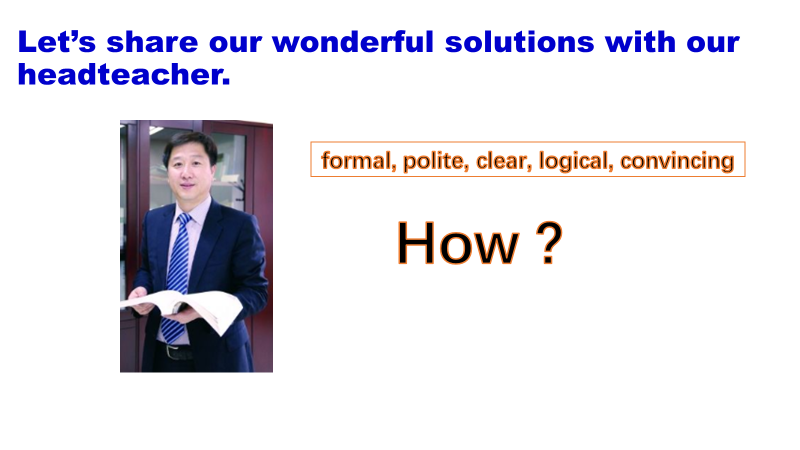 Let’s share our wonderful solutions with our
headteacher.
formal, polite, clear, logical, convincing
How ?